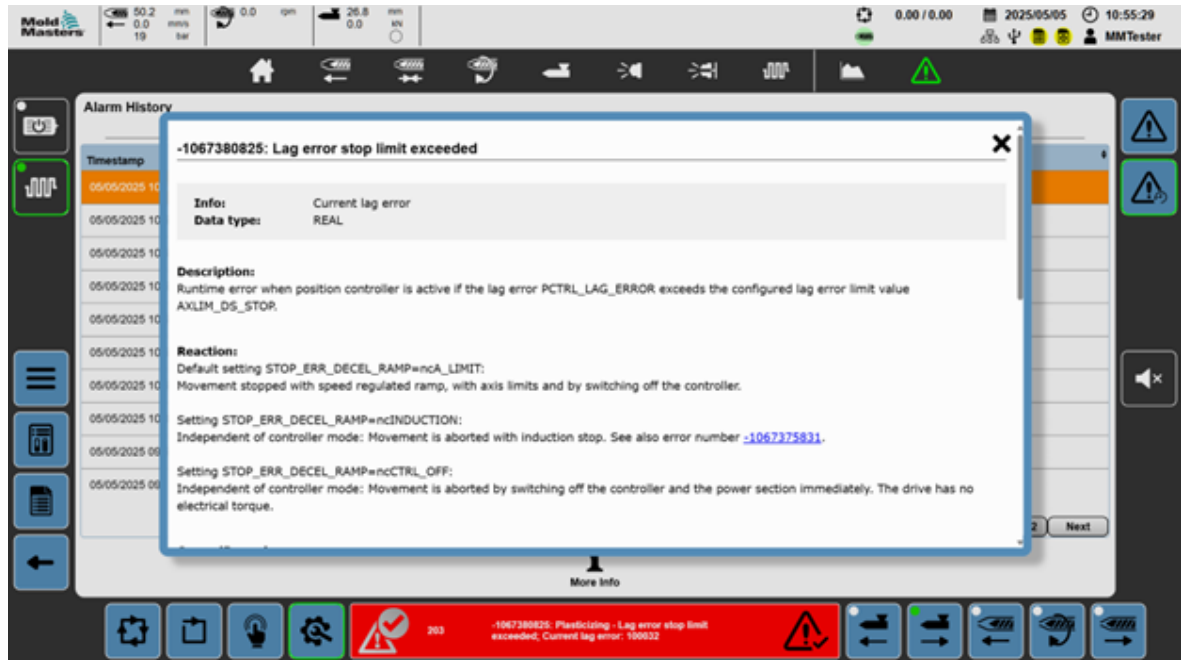 Mold
Masters
50.2 mm
0.0 mm/s
19 bar
0.0 rpm
26.8 mm
0.0 kN
0.00 / 0.00
2025/05/05
10:55:29
MMTester
Alarm History
Timestamp
05/05/2025 10
05/05/2025 10
05/05/2025 10
05/05/2025 10
05/05/2025 10
05/05/2025 10
05/05/2025 10
05/05/2025 10
05/05/2025 09
05/05/2025 09
-1067380825: Lag error stop limit exceeded
Info: Current lag error
Data type: REAL
Description:
Runtime error when position controller is active if the lag error PCTRL_LAG_ERROR exceeds the configured lag error limit value
AXLIM_DS_STOP.
Reaction:
Default setting STOP_ERR_DECEL_RAMP=ncA_LIMIT:
Movement stopped with speed regulated ramp, with axis limits and by switching off the controller.
Setting STOP_ERR_DECEL_RAMP=ncINDUCTION:
Independent of controller mode: Movement is aborted with induction stop. See also error number -1067375831.
Setting STOP_ERR_DECEL_RAMP=ncCTRL_OFF:
Independent of controller mode: Movement is aborted by switching off the controller and the power section immediately. The drive has no
electrical torque.
2 Next
More Info
203
-1067380825: Plasticizing - Lag error stop limit
exceeded; Current lag error: 100032